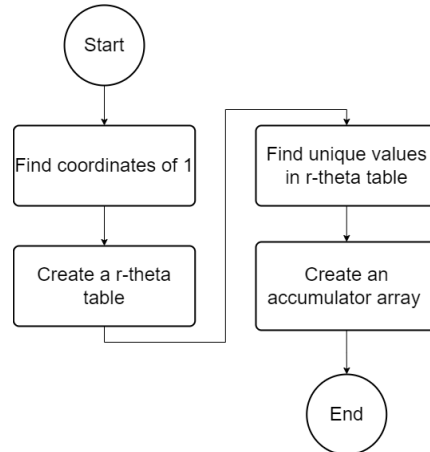 Start
Find coordinates of 1
Create a r-theta
table
Find unique values
in r-theta table
Create an
accumulator array
End